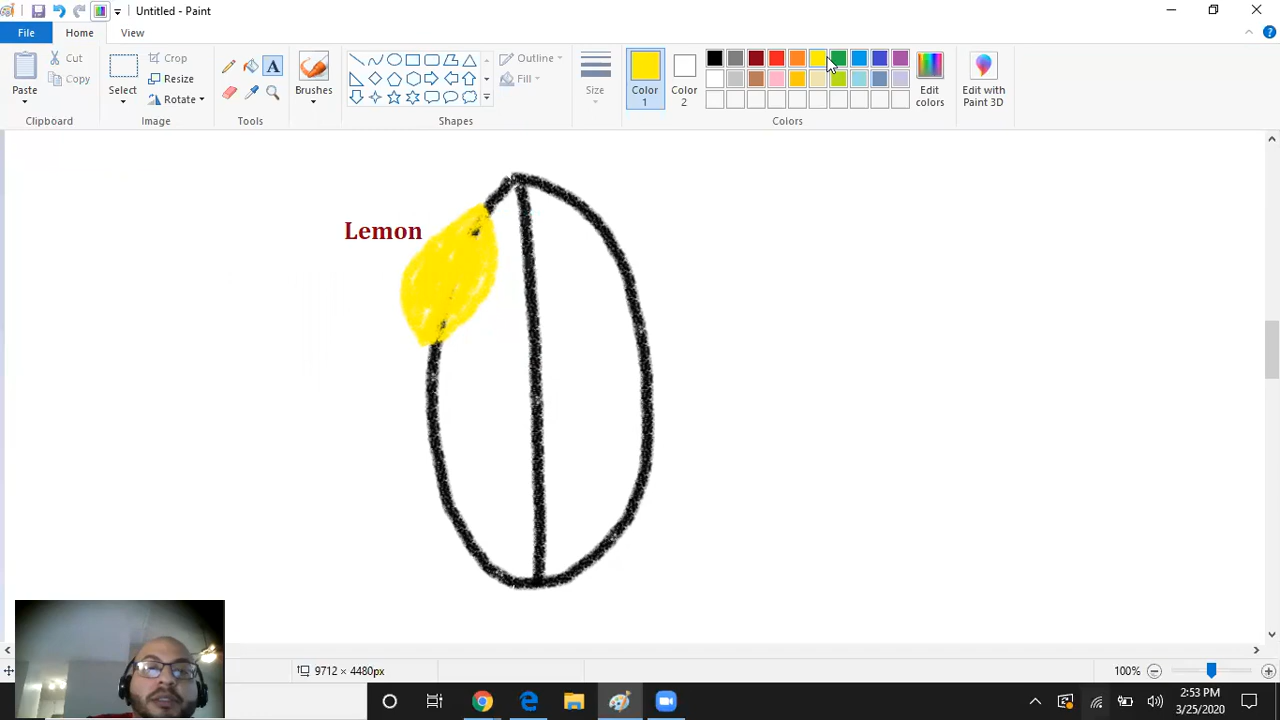 Untitled - Paint
File
Home
View
Paste
Cut
Copy
Clipboard
Select
Crop
Resize
Rotate
Image
A
Tools
Brushes
Outline
Fill
Shapes
Size
Color 1
Color 2
Colors
Edit colors
Edit with Paint 3D
Lemon
9712 × 4480px
100%
2:53 PM
3/25/2020